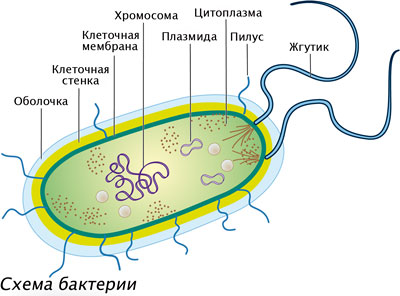 Хромосома
Цитоплазма
Клеточная
мембрана
Плазмида
Пилус
Жгутик
Клеточная
стенка
Оболочка
Схема бактерии